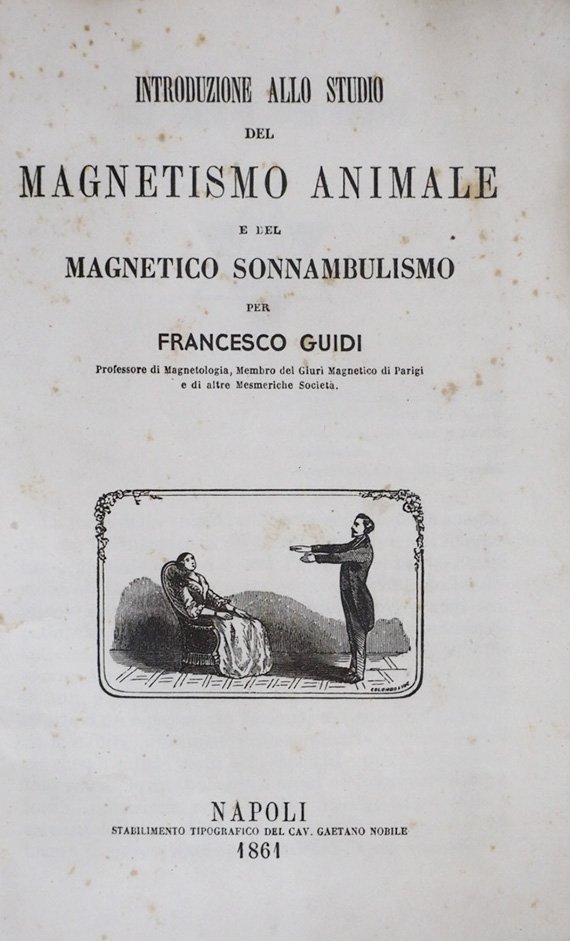 INTRODUZIONE ALLO STUDIO
DEL
MAGNETISMO ANIMALE
E DEL
MAGNETICO SONNAMBULISMO
PER
FRANCESCO GUIDI
Professore di Magnetologia, Membro del Giurì Magnetico di Parigi
e di altre Mesmeriche Società.
NAPOLI
STABILIMENTO TIPOGRAFICO DEL CAV. GAETANO NOBILE
1861